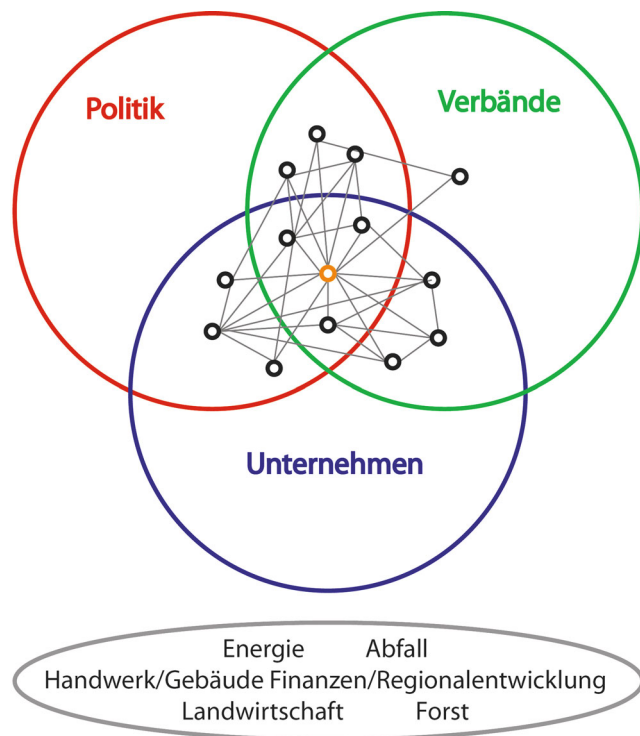 Politik
Verbände
Unternehmen
Energie Abfall
Handwerk/Gebäude Finanzen/Regionalentwicklung
Landwirtschaft Forst